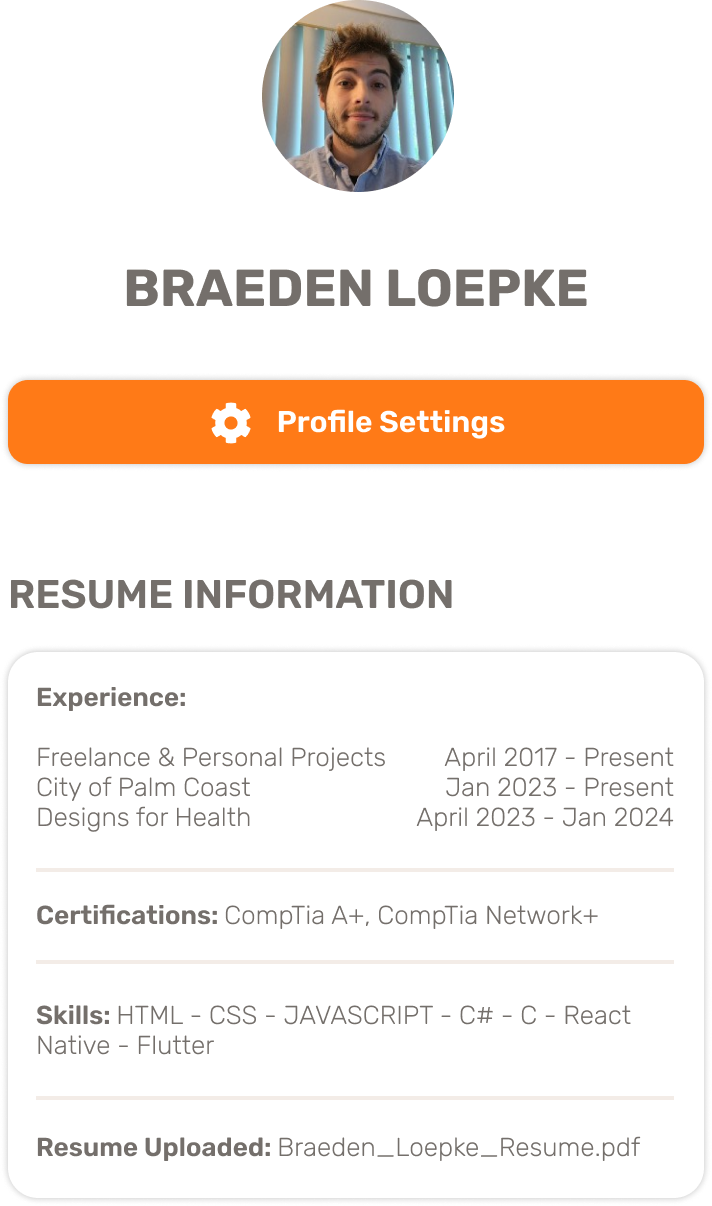 BRAEDEN LOEPKE
Profile Settings
RESUME INFORMATION
Experience:
Freelance & Personal Projects April 2017 - Present
City of Palm Coast Jan 2023 - Present
Designs for Health April 2023 - Jan 2024
Certifications: CompTia A+, CompTia Network+
Skills: HTML - CSS - JAVASCRIPT - C# - C - React
Native - Flutter
Resume Uploaded: Braeden_Loepke_Resume.pdf